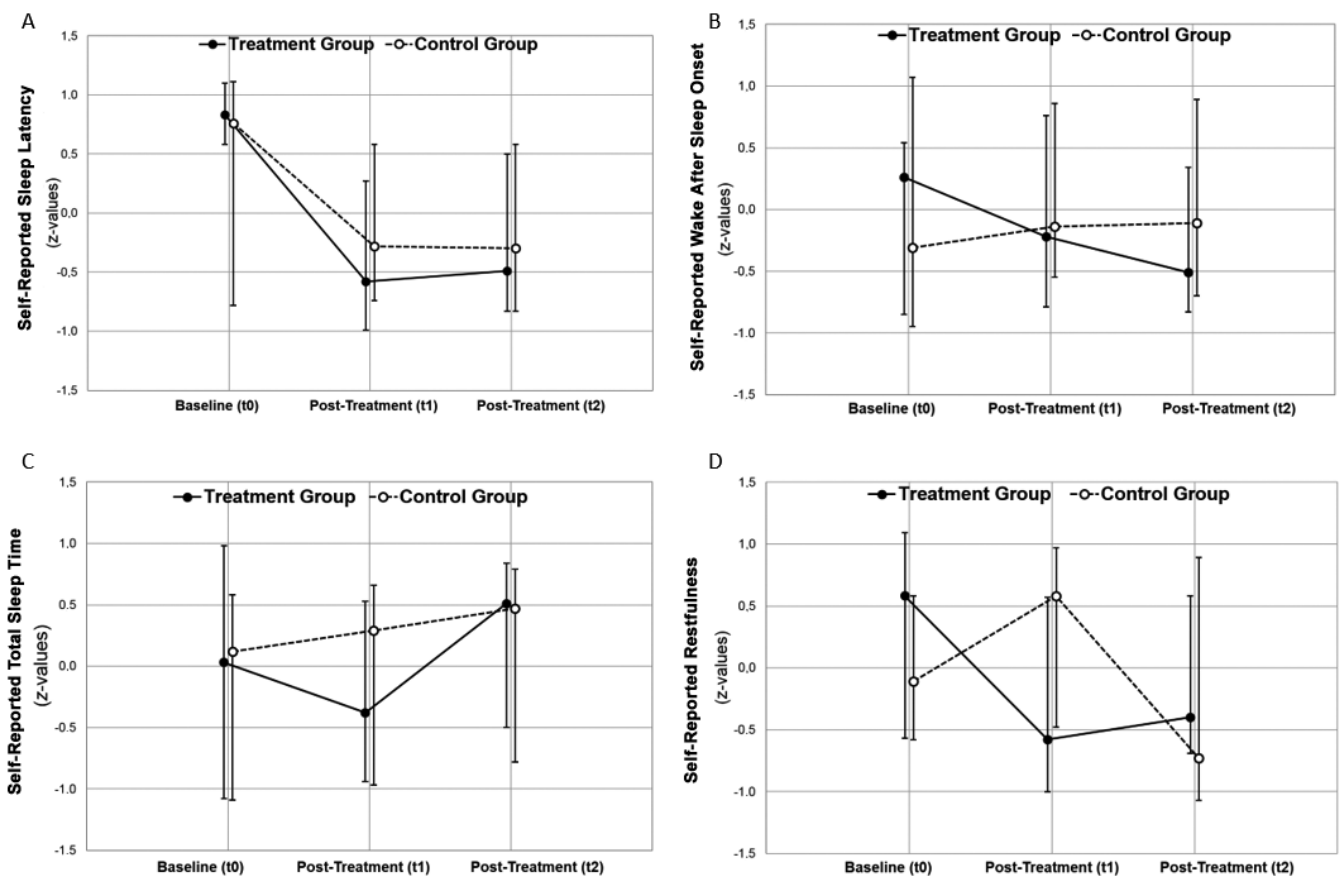 A
Treatment Group Control Group
Self-Reported Sleep Latency
(z-values)
1.5
1.0
0.5
0.0
-0.5
-1.0
-1.5
Baseline (t0) Post-Treatment (t1) Post-Treatment (t2)
B
Treatment Group Control Group
Self-Reported Wake After Sleep Onset
(z-values)
1.5
1.0
0.5
0.0
-0.5
-1.0
-1.5
Baseline (t0) Post-Treatment (t1) Post-Treatment (t2)
C
Treatment Group Control Group
Self-Reported Total Sleep Time
(z-values)
1.5
1.0
0.5
0.0
-0.5
-1.0
-1.5
Baseline (t0) Post-Treatment (t1) Post-Treatment (t2)
D
Treatment Group Control Group
Self-Reported Restfulness
(z-values)
1.5
1.0
0.5
0.0
-0.5
-1.0
-1.5
Baseline (t0) Post-Treatment (t1) Post-Treatment (t2)